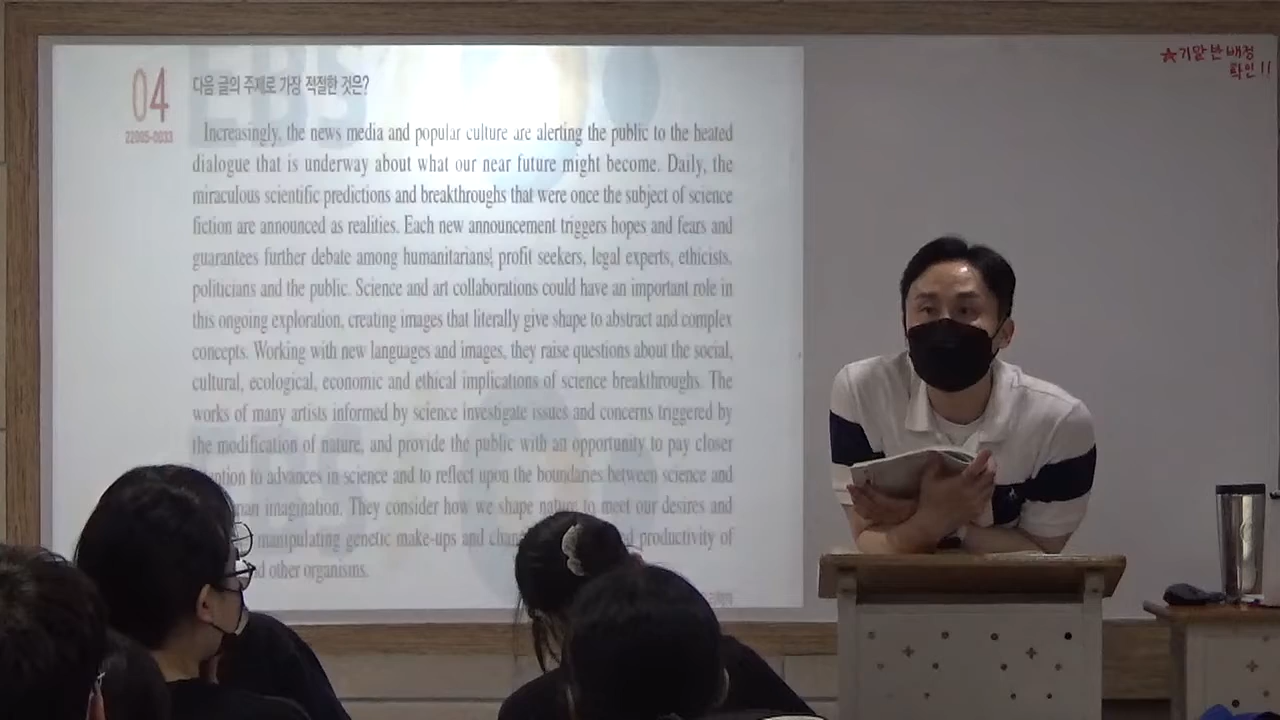 04
22005-0033
다음 글의 주제로 가장 적절한 것은?
Increasingly, the news media and popular culture are alerting the public to the heated
dialogue that is underway about what our near future might become. Daily, the
miraculous scientific predictions and breakthroughs that were once the subject of science
fiction are announced as realities. Each new announcement triggers hopes and fears and
guarantees further debate among humanitarians, profit seekers, legal experts, ethicists,
politicians and the public. Science and art collaborations could have an important role in
this ongoing exploration, creating images that literally give shape to abstract and complex
concepts. Working with new languages and images, they raise questions about the social,
cultural, ecological, economic and ethical implications of science breakthroughs. The
works of many artists informed by science investigate issues and concerns triggered by
the modification of nature, and provide the public with an opportunity to pay closer
to advances in science and to reflect upon the boundaries between science and
imagination. They consider how we shape nature to meet our desires and
manipulating genetic make-ups and productivity of
other organisms.
★기말 반 배정
확인!!